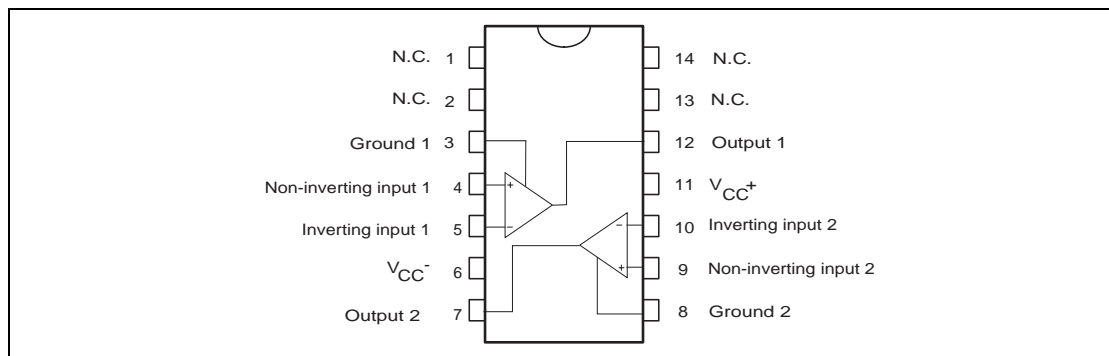 N.C. 1 14 N.C.
N.C. 2 13 N.C.
Ground 1 3 12 Output 1
Non-inverting input 1 4 + 11 VCC+
Inverting input 1 5 − − 10 Inverting input 2
VCC- 6 + 9 Non-inverting input 2
Output 2 7 8 Ground 2